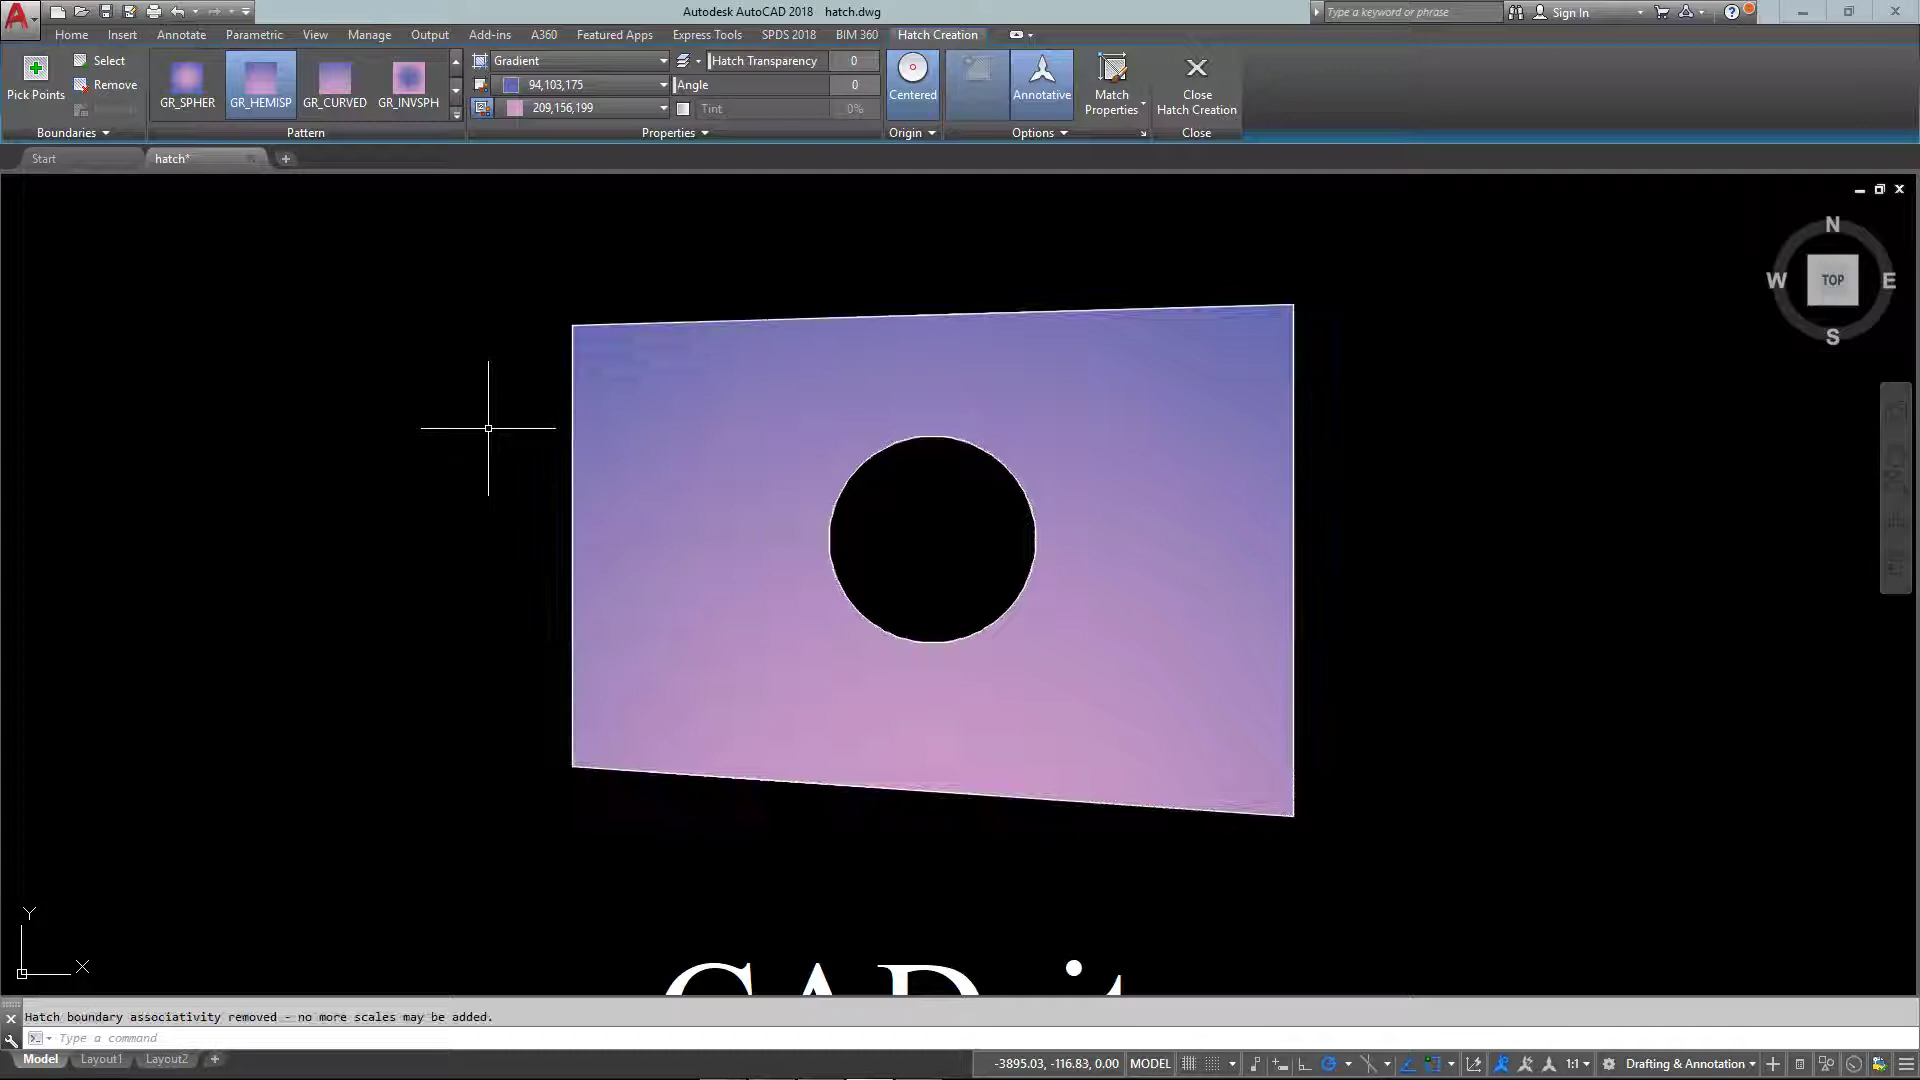 Autodesk AutoCAD 2018 hatch.dwg
Type a keyword or phrase
Sign In
Home Insert Annotate Parametric View Manage Output Add-ins A360 Featured Apps Express Tools SPDS 2018 BIM 360 Hatch Creation
Pick Points
Select
Remove
Boundaries
GR_SPHER GR_HEMISP GR_CURVED GR_INVSPH
Pattern
Gradient
94,103,175
209,156,199
Hatch Transparency 0
Angle 0
Tint 0%
Properties
Centered
Origin
Annotative
Match
Properties
Options
Close
Hatch Creation
Close
Start hatch*
N
W TOP E
S
Y
X
CAD it
Hatch boundary associativity removed - no more scales may be added.
Type a command
Model Layout1 Layout2
-3895.03, -116.83, 0.00 MODEL 1:1 Drafting & Annotation